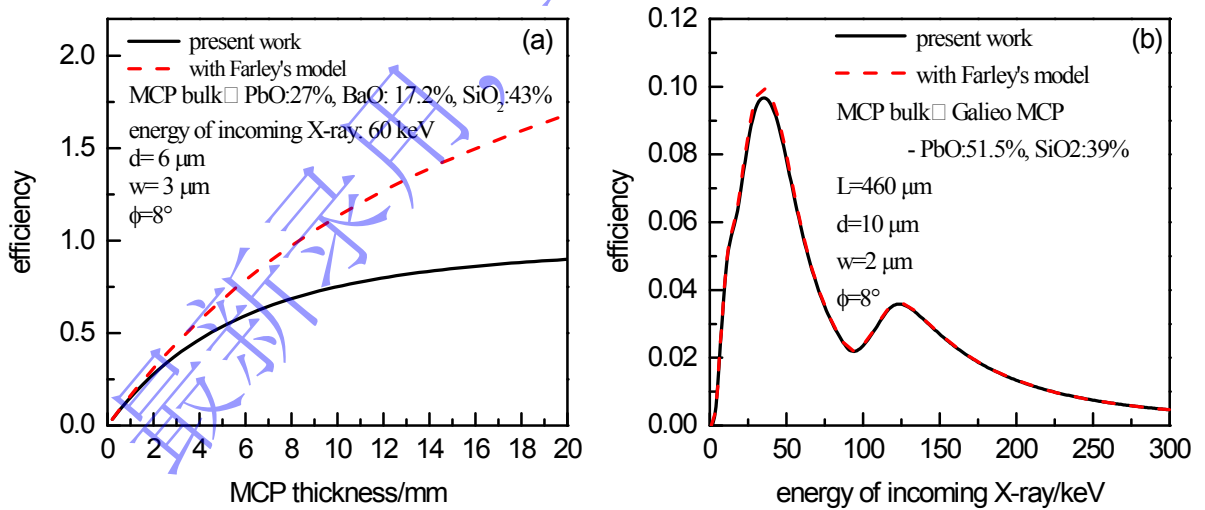 (a)
present work
with Farley's model
MCP bulk□ PbO:27%, BaO: 17.2%, SiO₂:43%
energy of incoming X-ray: 60 keV
d= 6 μm
w= 3 μm
ϕ=8°
efficiency
2.0
1.5
1.0
0.5
0.0
0 2 4 6 8 10 12 14 16 18 20
MCP thickness/mm
(b)
present work
with Farley's model
MCP bulk□ Galieo MCP
- PbO:51.5%, SiO2:39%
L=460 μm
d=10 μm
w=2 μm
ϕ=8°
efficiency
0.12
0.10
0.08
0.06
0.04
0.02
0.00
0 50 100 150 200 250 300
energy of incoming X-ray/keV
最新录用,